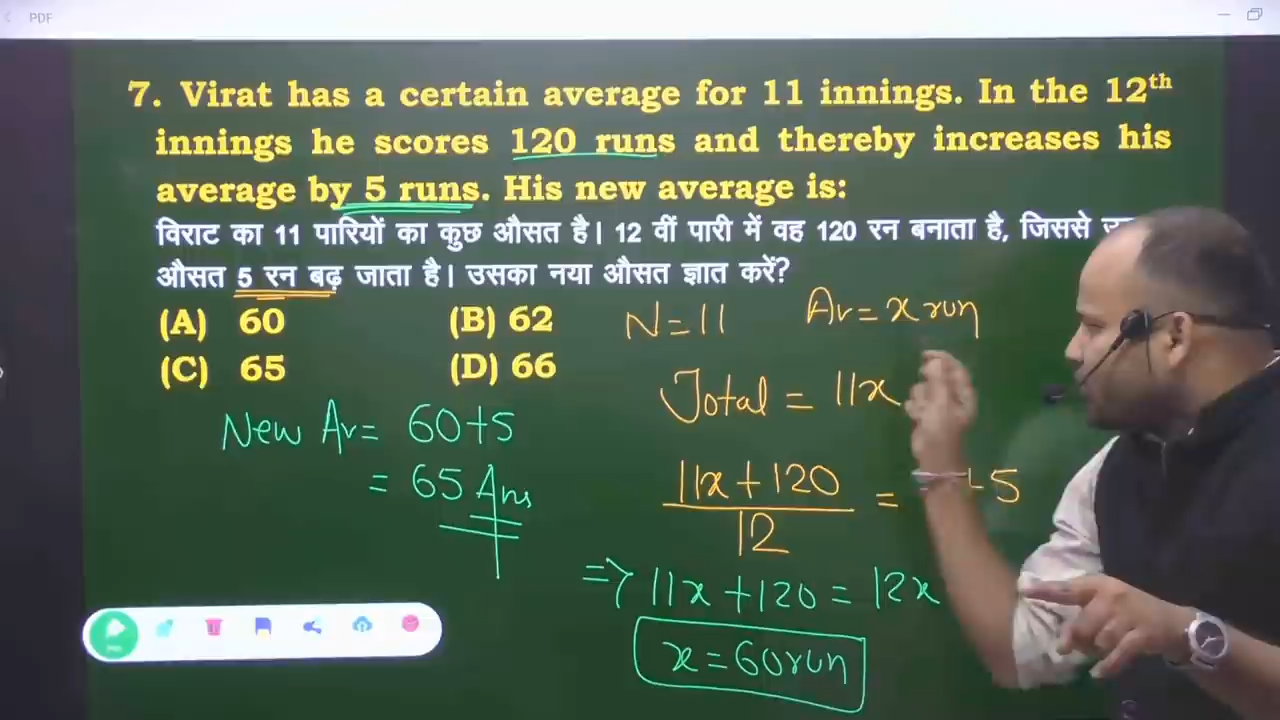 PDF
7. Virat has a certain average for 11 innings. In the 12th
innings he scores 120 runs and thereby increases his
average by 5 runs. His new average is:
विराट का 11 पारियों का कुछ औसत है। 12 वीं पारी में वह 120 रन बनाता है, जिससे
औसत 5 रन बढ़ जाता है। उसका नया औसत ज्ञात करें?
(A) 60 (B) 62
(C) 65 (D) 66
N=11 Av = x run
Total = 11x
11x+120
12
= +5
=> 11x+120 = 12x
x = 60run
New Av = 60+5
= 65 Ans